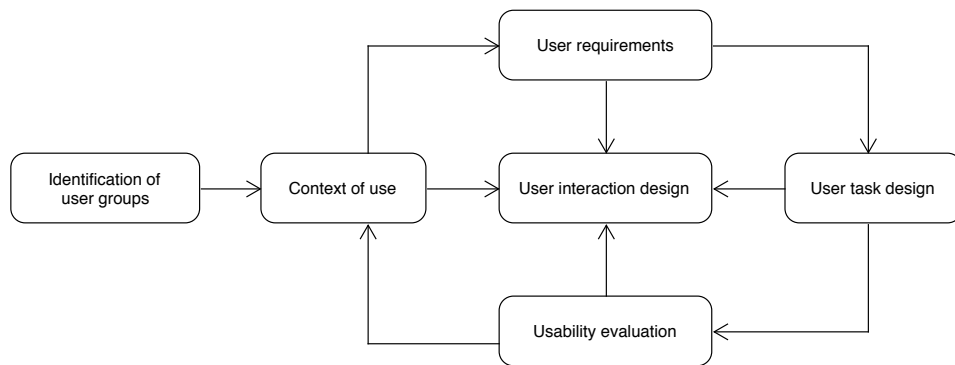 User requirements
Identification of
user groups
Context of use
User interaction design
User task design
Usability evaluation